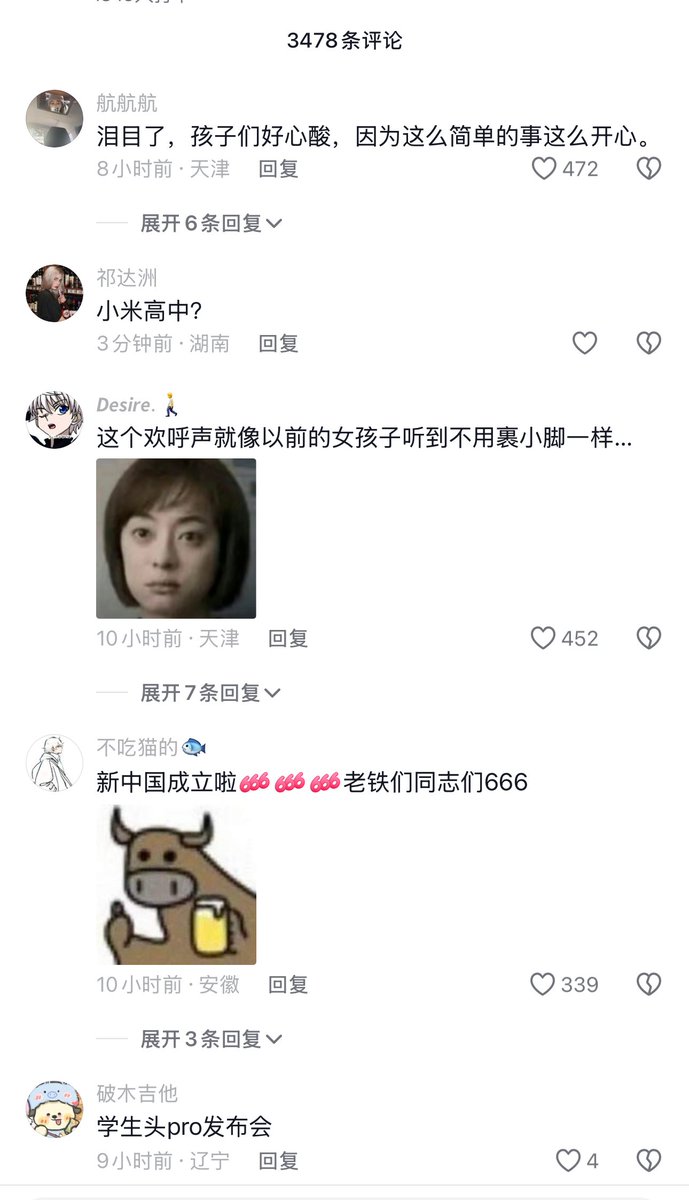 3478条评论
航航航
泪目了，孩子们好心酸，因为这么简单的事这么开心。
8小时前·天津 回复 472
展开6条回复
祁达洲
小米高中?
3分钟前·湖南 回复
Desire.🚶
这个欢呼声就像以前的女孩子听到不用裹小脚一样...
10小时前·天津 回复 452
展开7条回复
不吃猫的🐟
新中国成立啦666 666 666老铁们同志们666
10小时前·安徽 回复 339
展开3条回复
破木吉他
学生头pro发布会
9小时前·辽宁 回复 4